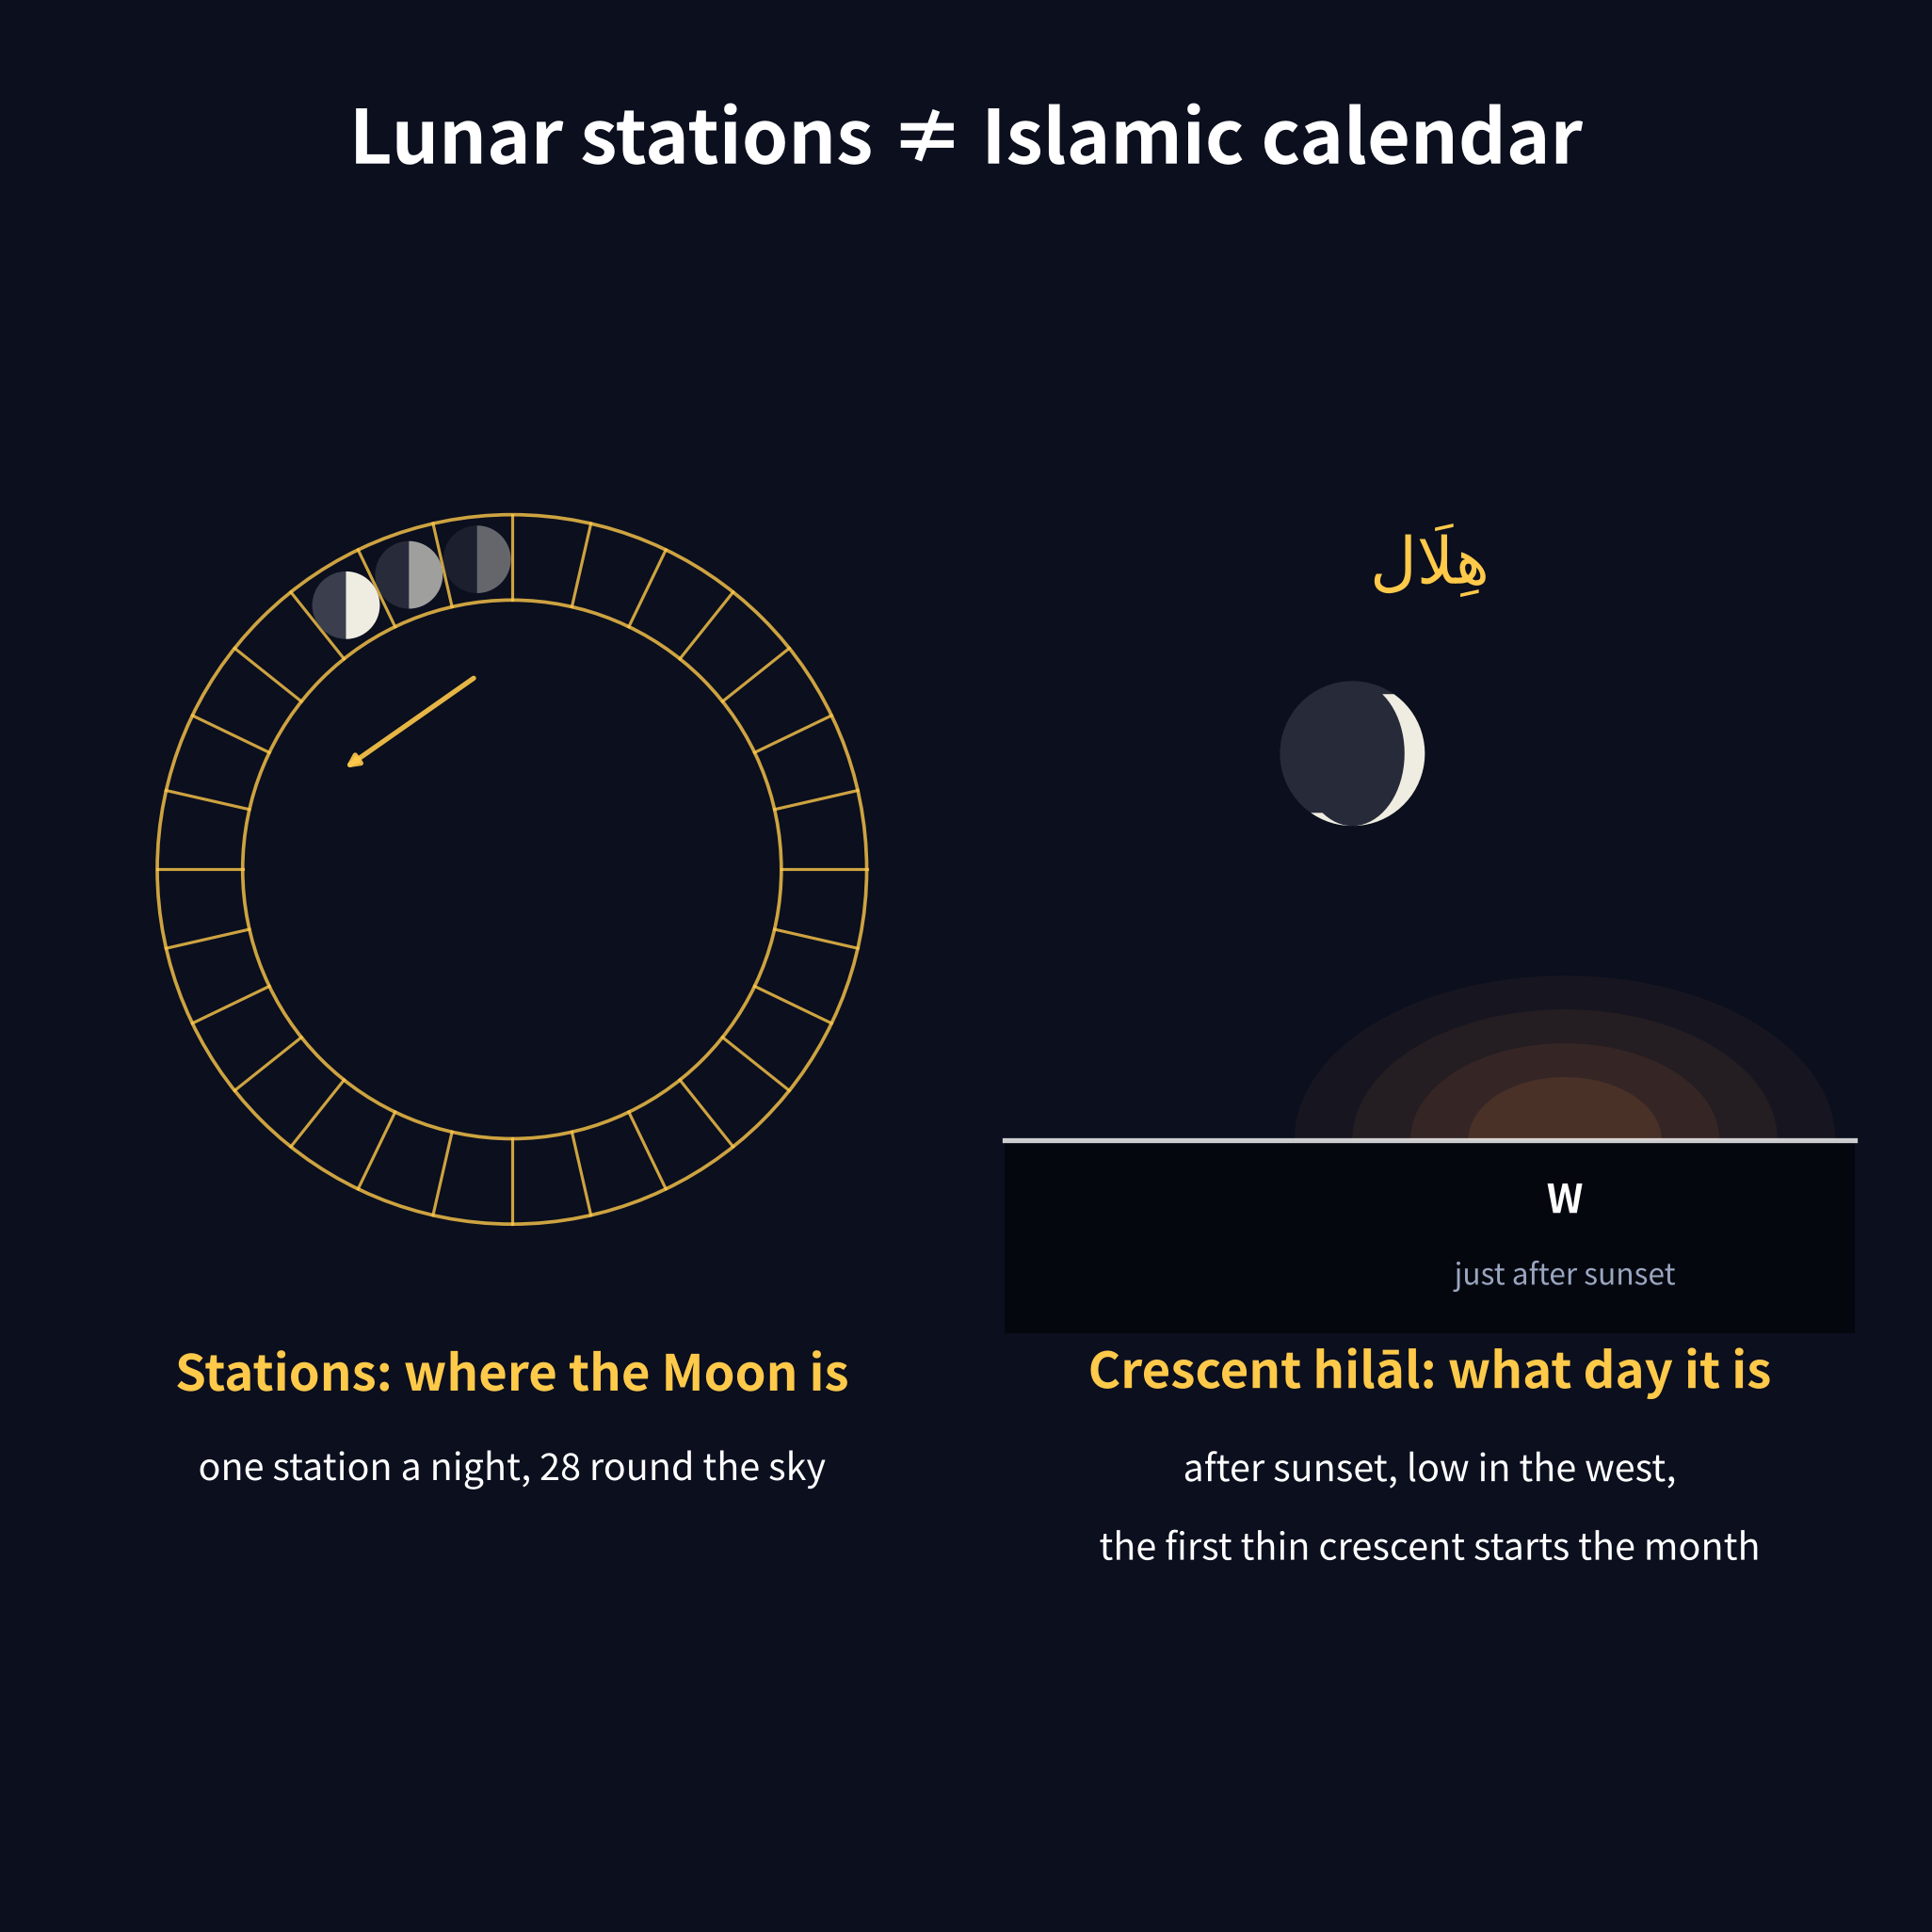 Lunar stations ≠ Islamic calendar
هِلَال
W
just after sunset
Stations: where the Moon is
one station a night, 28 round the sky
Crescent hilāl: what day it is
after sunset, low in the west,
the first thin crescent starts the month